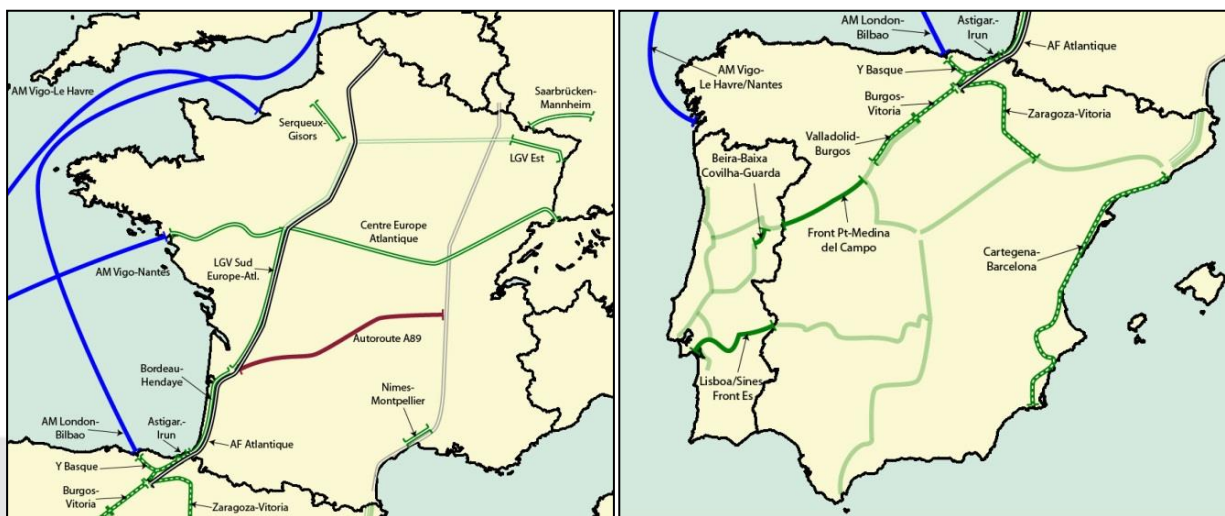 AM Vigo-Le Havre
Serqueux-
Gisors
Saarbrücken-
Mannheim
LGV Est
Centre Europe
Atlantique
AM Vigo-Nantes
LGV Sud
Europe-Atl.
Autoroute A89
Bordeau-
Hendaye
Nimes-
Montpellier
AM London-
Bilbao
Astigar.-
Irun
AF Atlantique
Y Basque
Burgos-
Vitoria
Zaragoza-Vitoria
AM London-
Bilbao
Astigar.-
Irun
AF Atlantique
AM Vigo-
Le Havre/Nantes
Y Basque
Burgos-
Vitoria
Zaragoza-Vitoria
Valladolid-
Burgos
Beira-Baixa
Covilha-Guarda
Front Pt-Medina
del Campo
Cartegena-
Barcelona
Lisboa/Sines
Front Es